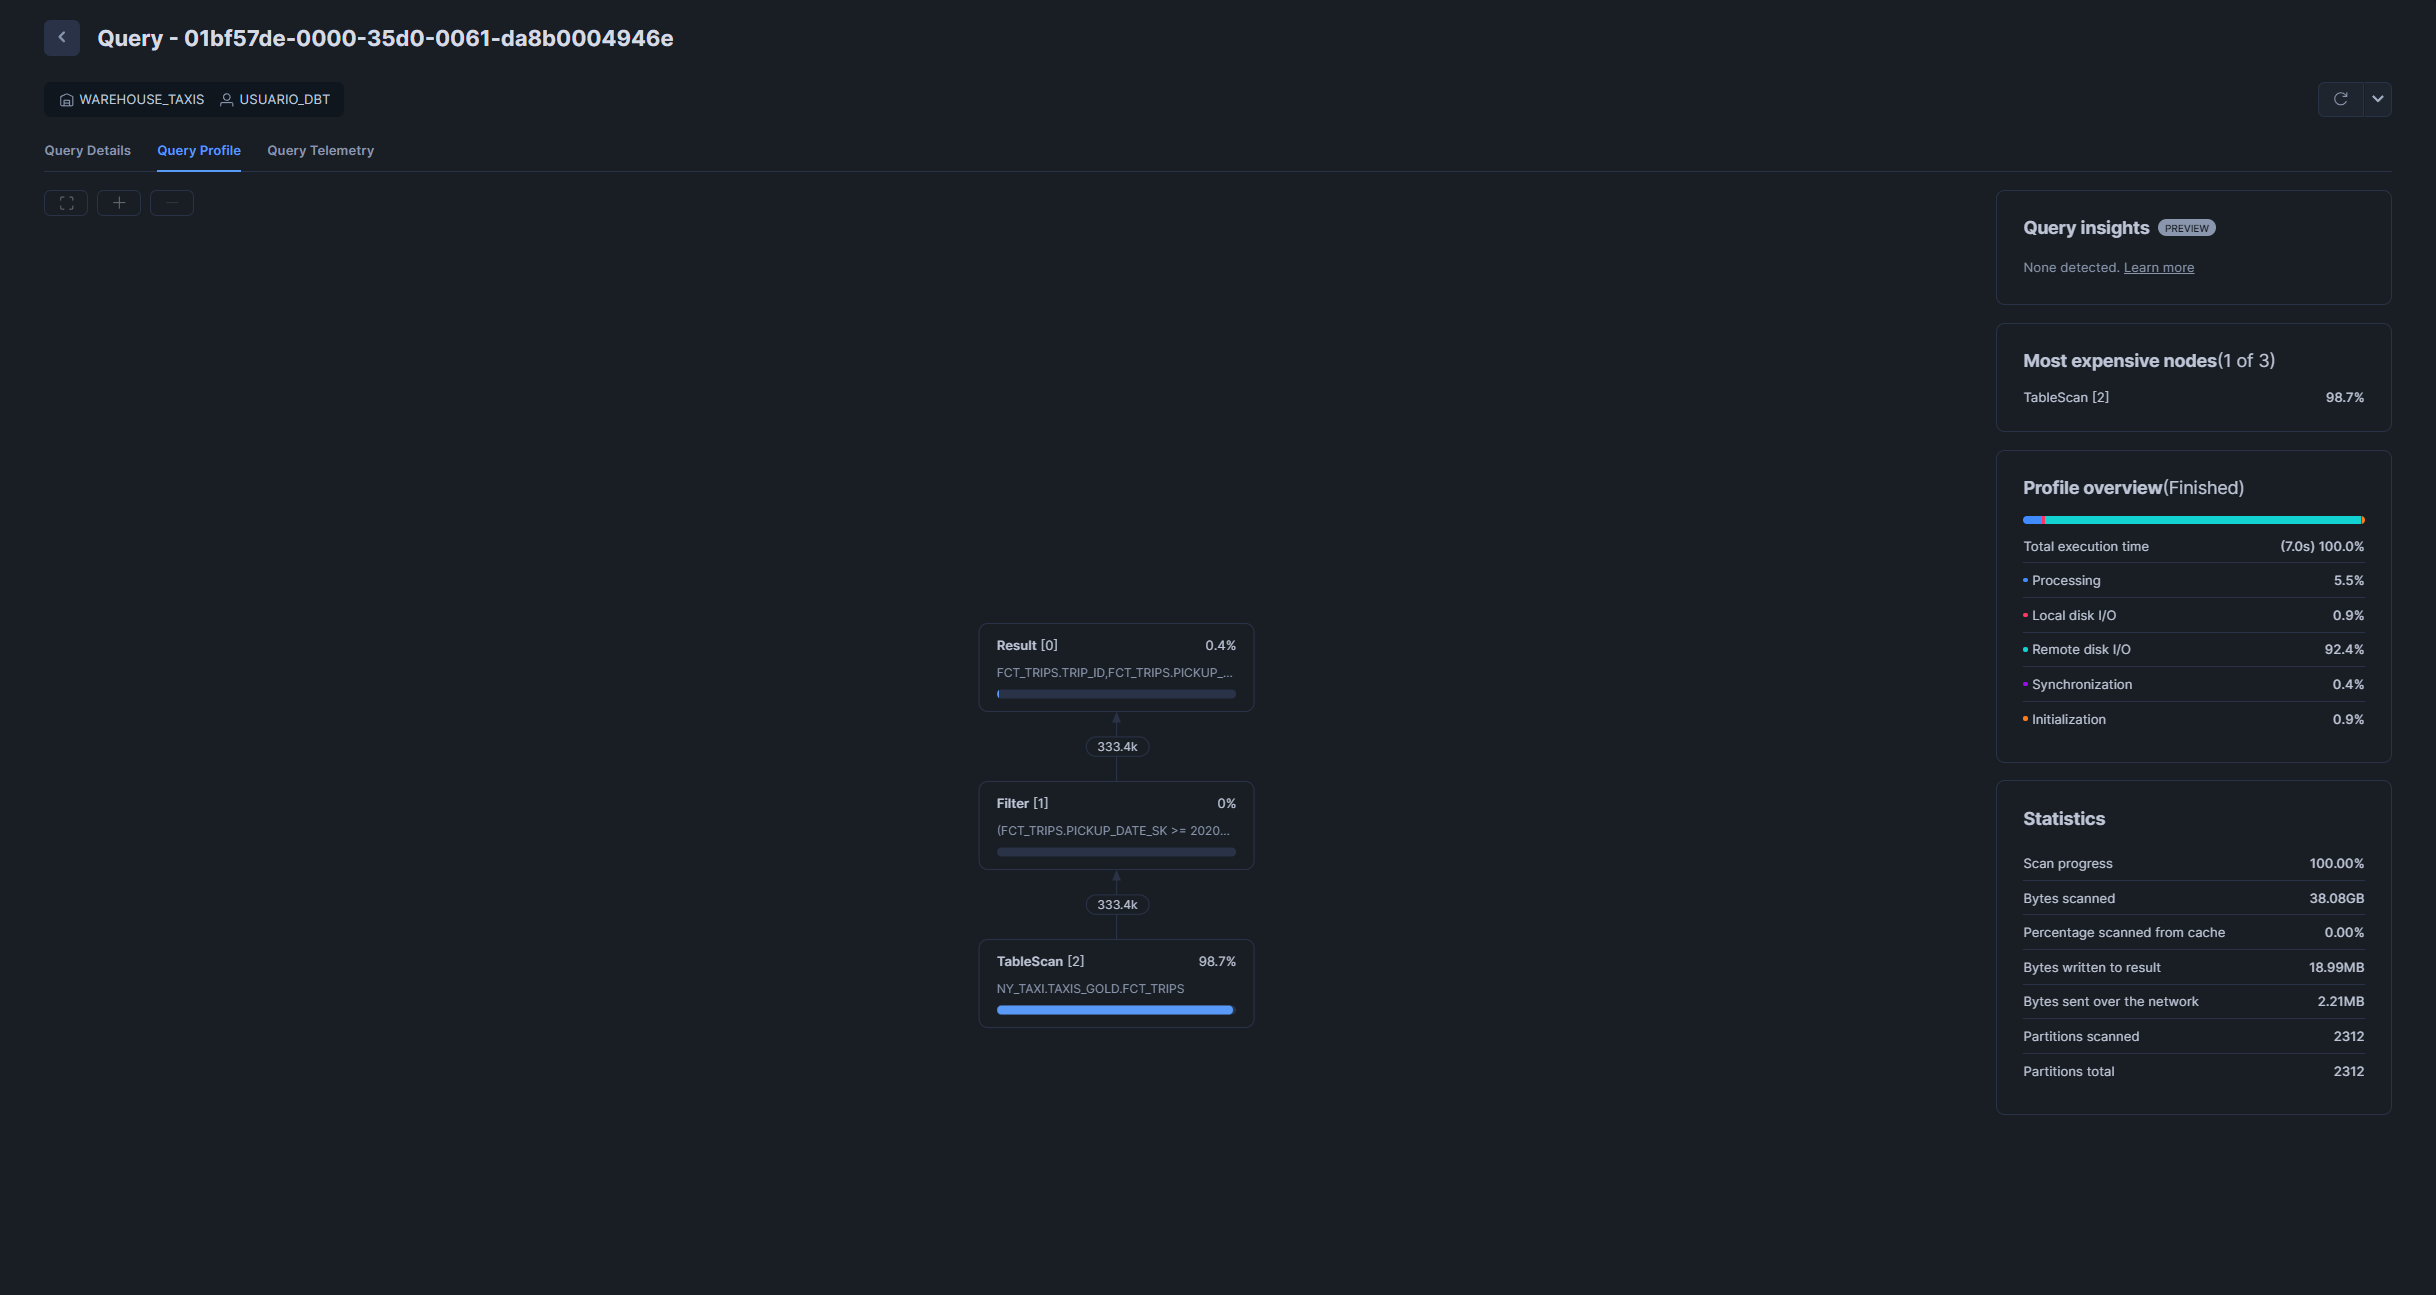 Query - 01bf57de-0000-35d0-0061-da8b0004946e
WAREHOUSE_TAXIS USUARIO_DBT
Query Details Query Profile Query Telemetry
Query insights PREVIEW
None detected. Learn more
Most expensive nodes(1 of 3)
TableScan [2] 98.7%
Profile overview(Finished)
Total execution time (7.0s) 100.0%
Processing 5.5%
Local disk I/O 0.9%
Remote disk I/O 92.4%
Synchronization 0.4%
Initialization 0.9%
Statistics
Scan progress 100.00%
Bytes scanned 38.08GB
Percentage scanned from cache 0.00%
Bytes written to result 18.99MB
Bytes sent over the network 2.21MB
Partitions scanned 2312
Partitions total 2312
Result [0] 0.4%
FCT_TRIPS.TRIP_ID,FCT_TRIPS.PICKUP_...
333.4k
Filter [1] 0%
(FCT_TRIPS.PICKUP_DATE_SK >= 2020...
333.4k
TableScan [2] 98.7%
NY_TAXI.TAXIS_GOLD.FCT_TRIPS